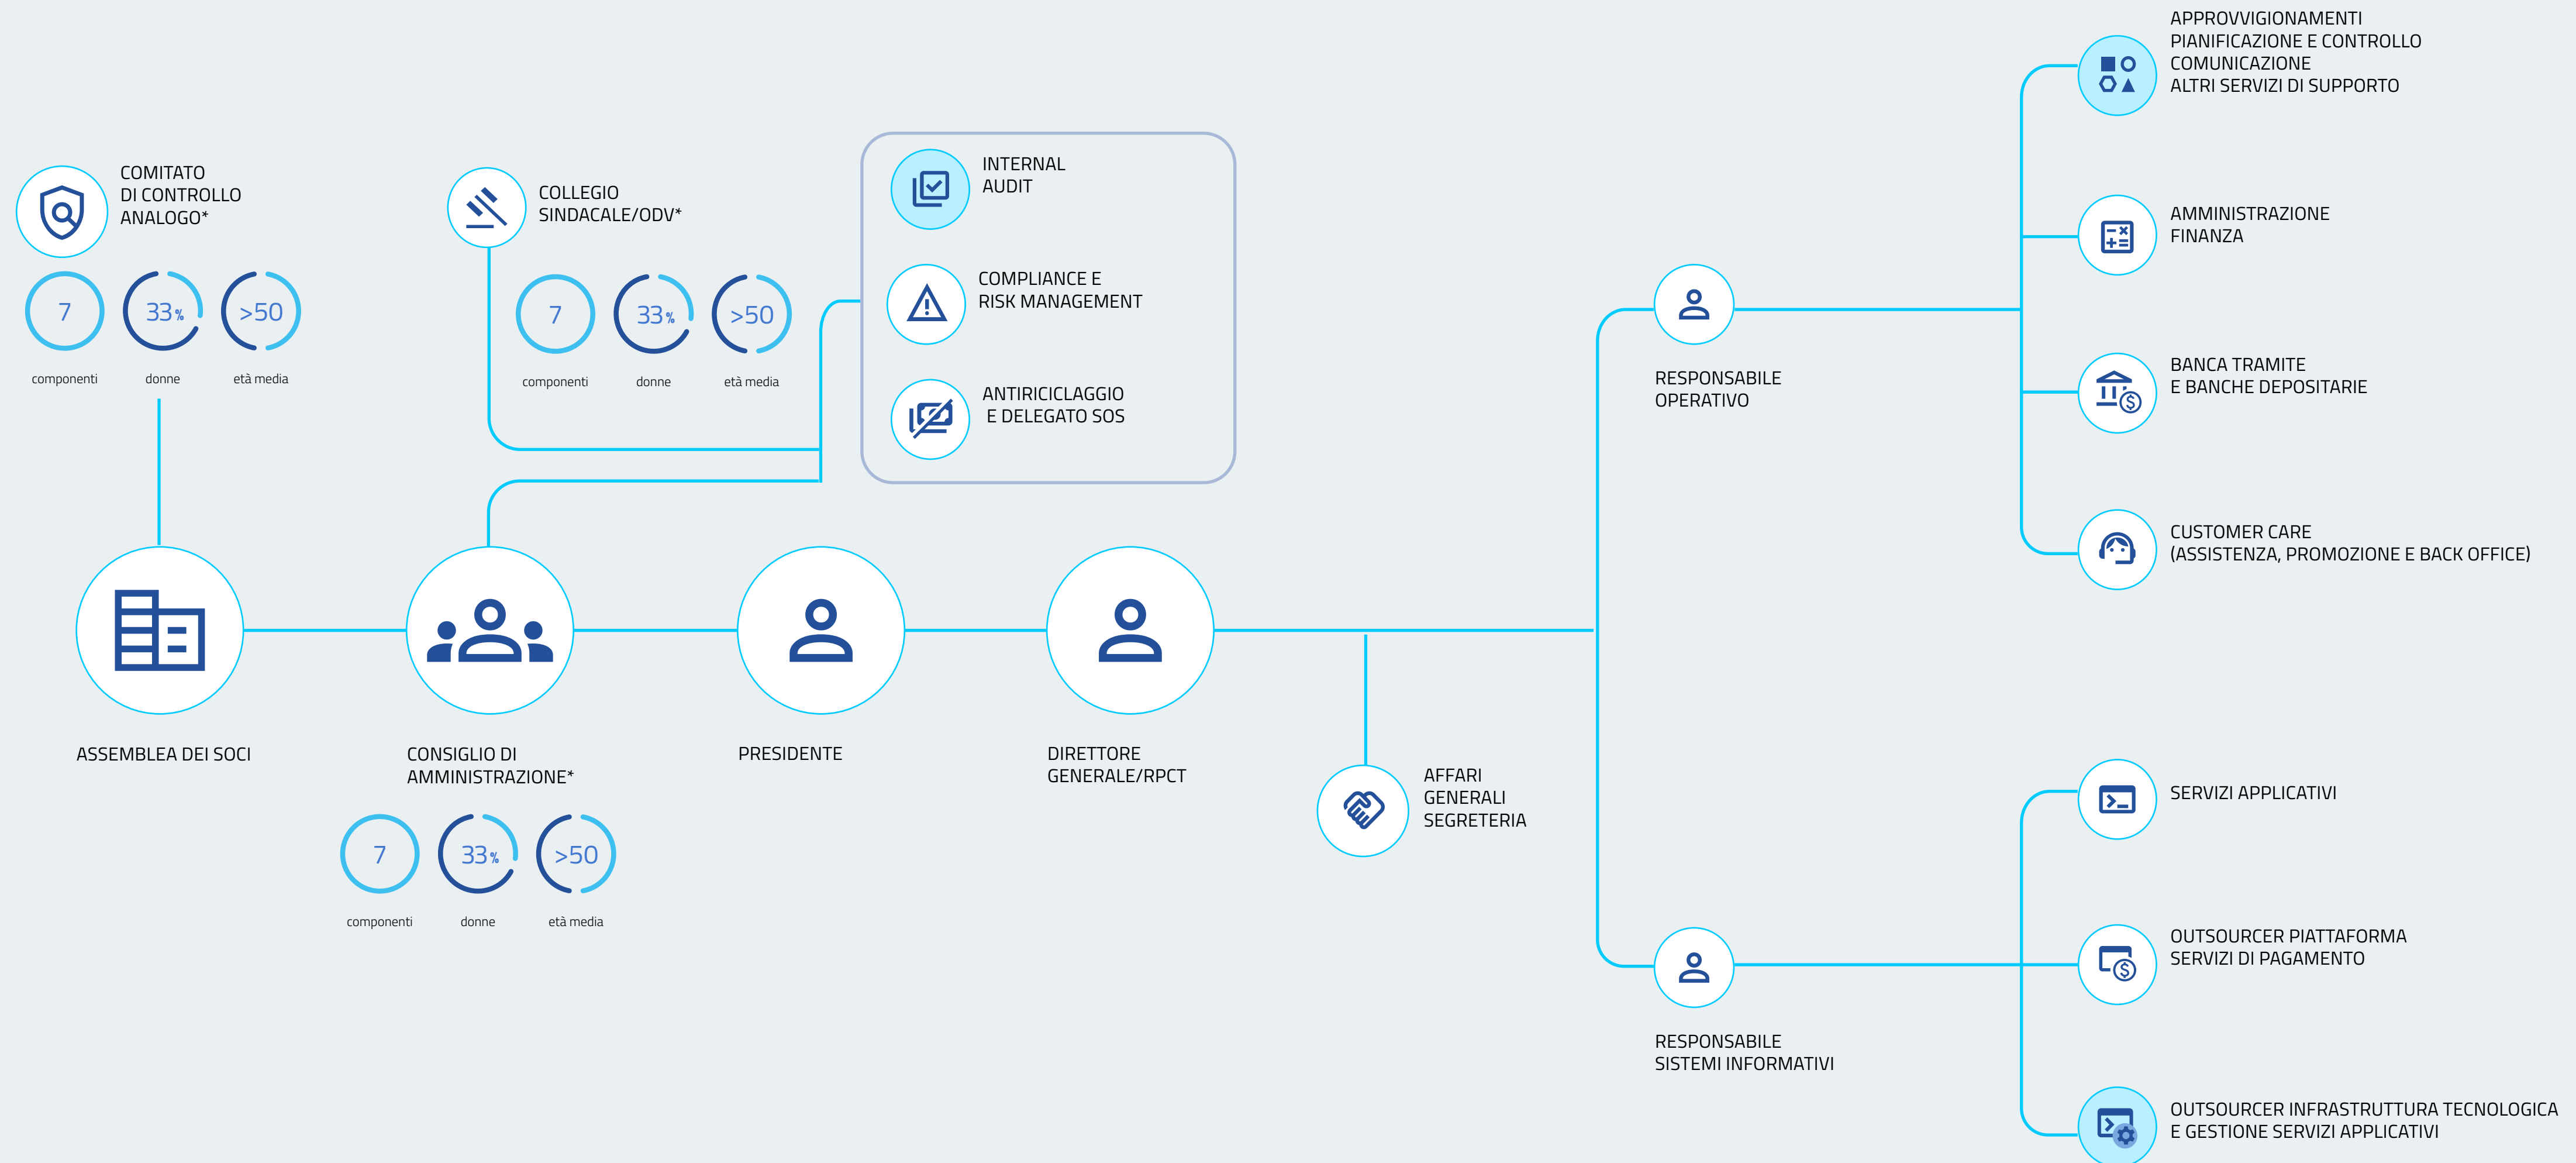 COMITATO
DI CONTROLLO
ANALOGO*
7
33%
>50
componenti
donne
età media
COLLEGIO
SINDACALE/ODV*
7
33%
>50
componenti
donne
età media
INTERNAL
AUDIT
COMPLIANCE E
RISK MANAGEMENT
ANTIRICICLAGGIO
E DELEGATO SOS
ASSEMBLEA DEI SOCI
CONSIGLIO DI
AMMINISTRAZIONE*
7
33%
>50
componenti
donne
età media
PRESIDENTE
DIRETTORE
GENERALE/RPCT
AFFARI
GENERALI
SEGRETERIA
RESPONSABILE
OPERATIVO
APPROVVIGIONAMENTI
PIANIFICAZIONE E CONTROLLO
COMUNICAZIONE
ALTRI SERVIZI DI SUPPORTO
AMMINISTRAZIONE
FINANZA
BANCA TRAMITE
E BANCHE DEPOSITARIE
CUSTOMER CARE
(ASSISTENZA, PROMOZIONE E BACK OFFICE)
RESPONSABILE
SISTEMI INFORMATIVI
SERVIZI APPLICATIVI
OUTSOURCER PIATTAFORMA
SERVIZI DI PAGAMENTO
OUTSOURCER INFRASTRUTTURA TECNOLOGICA
E GESTIONE SERVIZI APPLICATIVI